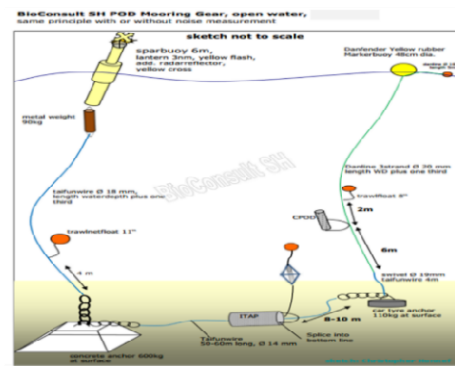 BioConsult SH POD Mooring Gear, open water,
same principle with or without noise measurement
sketch not to scale
sparbuoy 6m,
lantern 3nm, yellow flash,
add. radarreflector,
yellow cross
Danfender Yellow rubber
Markerbuoy 48cm dia.
metal weight
90kg
BioConsult SH
taifunwire Ø 18 mm,
length waterdepth plus one
third
Danline 3strand Ø 20 mm
length WD plus one third
trawlfloat 8"
2m
CPOD
trawlnetfloat 11"
6m
4 m
swivel Ø 19mm
taifunwire 4m
car tyre anchor
110kg at surface
ITAP
8-10 m
Taifunwire
50-60m long, Ø 14 mm
Splice into
bottom line
concrete anchor 600kg
at surface